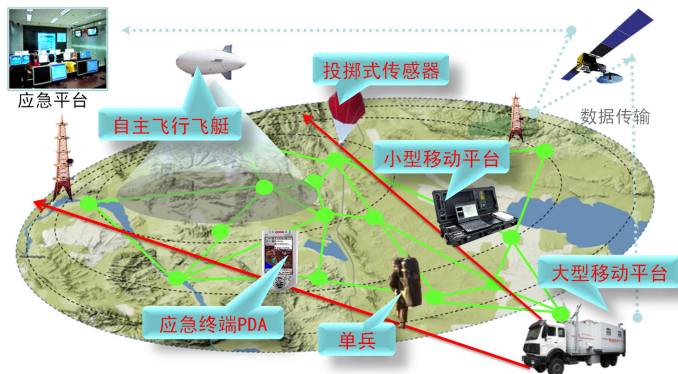 投掷式传感器
应急平台
自主飞行飞艇
数据传输
小型移动平台
大型移动平台
应急终端PDA
单兵